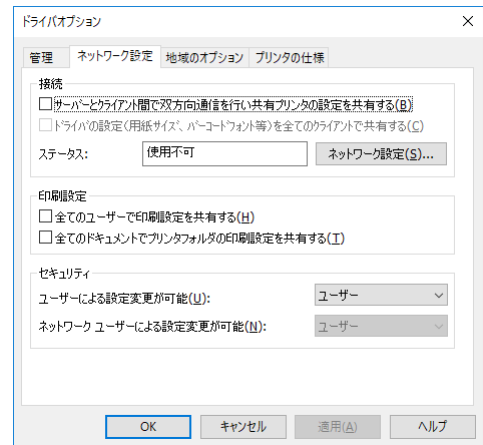 ドライバオプション
管理 ネットワーク設定 地域のオプション プリンタの仕様
接続
サーバーとクライアント間で双方向通信を行い共有プリンタの設定を共有する(B)
ドライバの設定(用紙サイズ、バーコードフォント等)を全てのクライアントで共有する(C)
ステータス: 使用不可 ネットワーク設定(S)...
印刷設定
全てのユーザーで印刷設定を共有する(H)
全てのドキュメントでプリンタフォルダの印刷設定を共有する(T)
セキュリティ
ユーザーによる設定変更が可能(U): ユーザー
ネットワーク ユーザーによる設定変更が可能(N): ユーザー
OK キャンセル 適用(A) ヘルプ